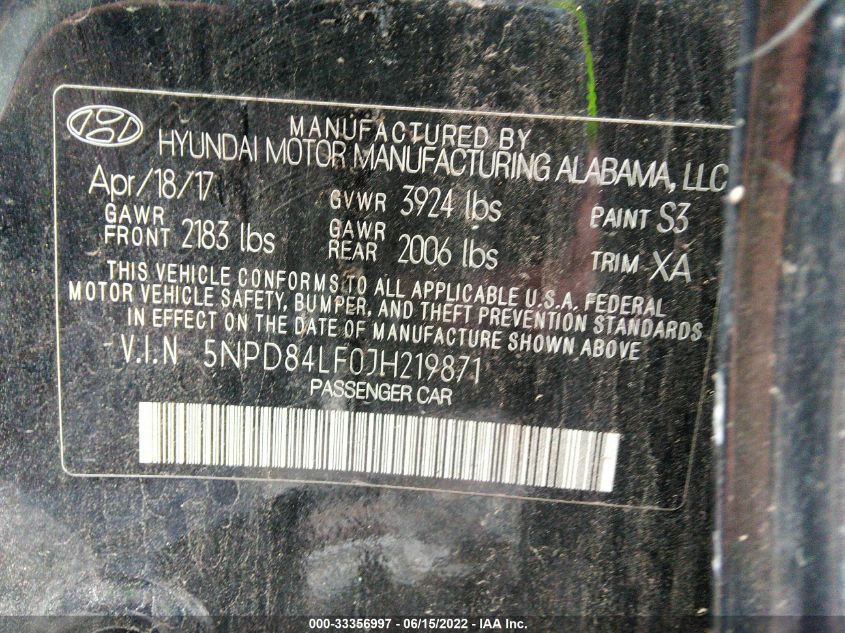 MANUFACTURED BY
HYUNDAI MOTOR MANUFACTURING ALABAMA, LLC
Apr/18/17 GVWR 3924 lbs PAINT S3
GAWR FRONT 2183 lbs GAWR REAR 2006 lbs TRIM XA
THIS VEHICLE CONFORMS TO ALL APPLICABLE U.S.A. FEDERAL
MOTOR VEHICLE SAFETY, BUMPER, AND THEFT PREVENTION STANDARDS
IN EFFECT ON THE DATE OF MANUFACTURE SHOWN ABOVE
V.I.N 5NPD84LF0JH219871
PASSENGER CAR
000-33356997 - 06/15/2022 - IAA Inc.